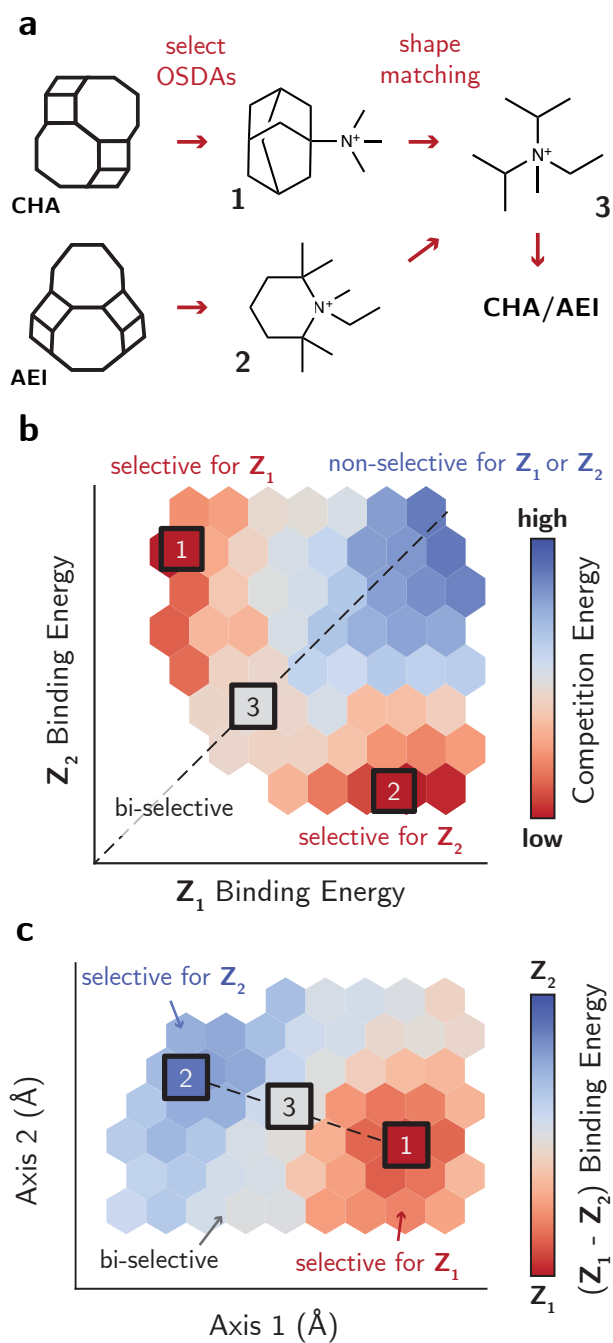 a
select
OSDAs
shape
matching
CHA
1
N+
N+
3
AEI
2
N+
CHA/AEI
b
selective for Z1
non-selective for Z1 or Z2
1
3
2
bi-selective
selective for Z2
Z2 Binding Energy
Z1 Binding Energy
high
Competition Energy
low
c
selective for Z2
2
3
1
bi-selective
selective for Z1
Axis 2 (Å)
Axis 1 (Å)
Z2
(Z1 - Z2) Binding Energy
Z1